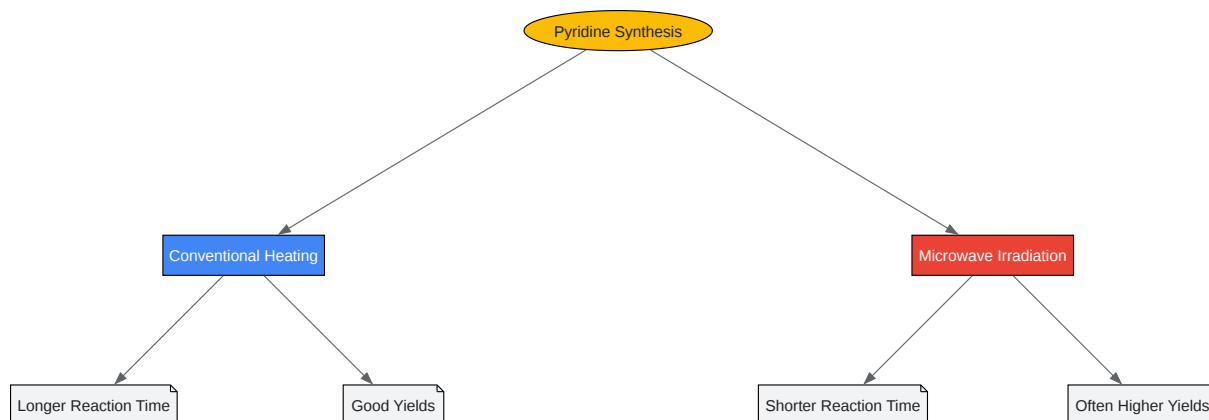 Pyridine Synthesis
Conventional Heating
Microwave Irradiation
Longer Reaction Time
Good Yields
Shorter Reaction Time
Often Higher Yields